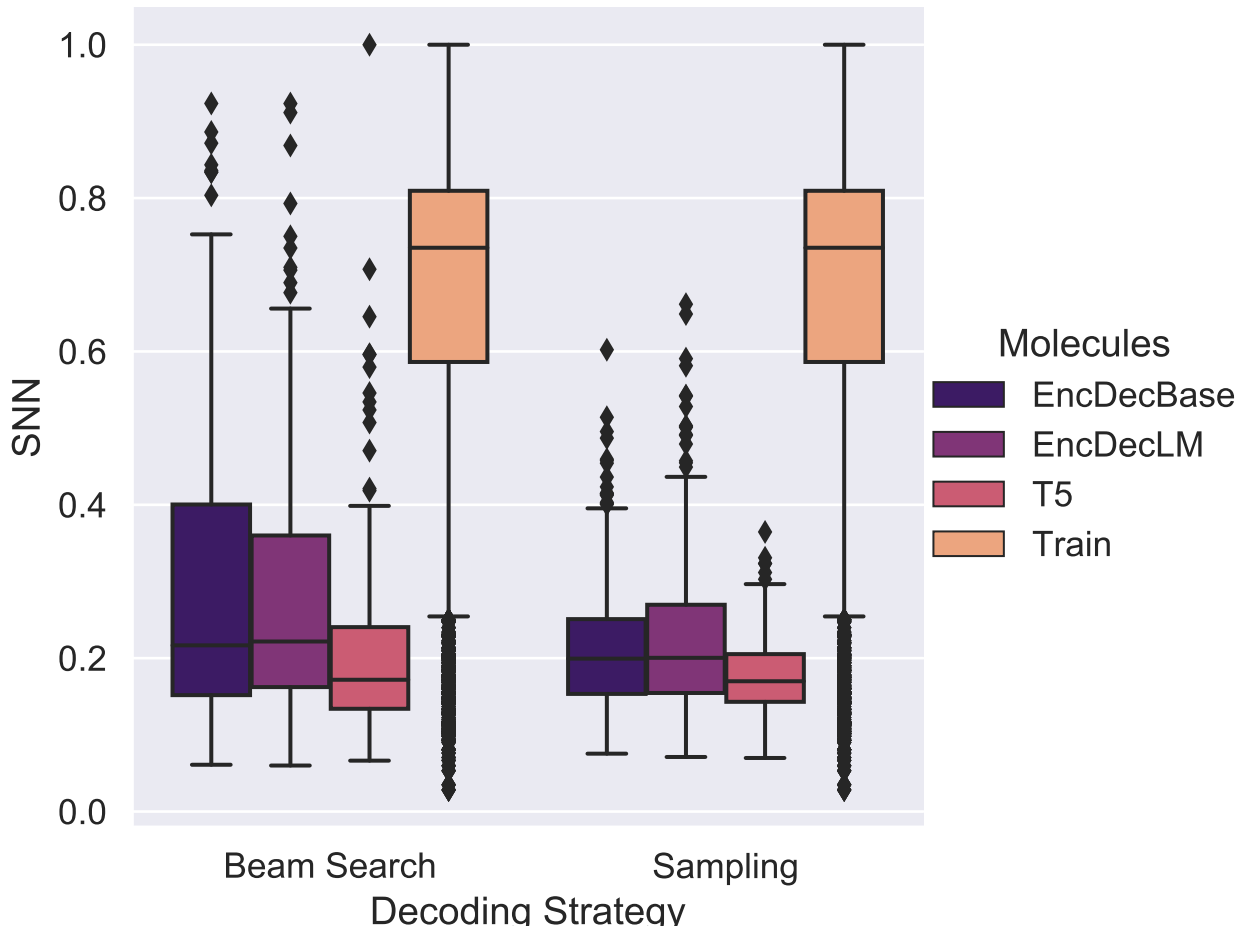 1.0
0.8
0.6
0.4
0.2
0.0
SNN
Beam Search
Sampling
Decoding Strategy
Molecules
EncDecBase
EncDecLM
T5
Train